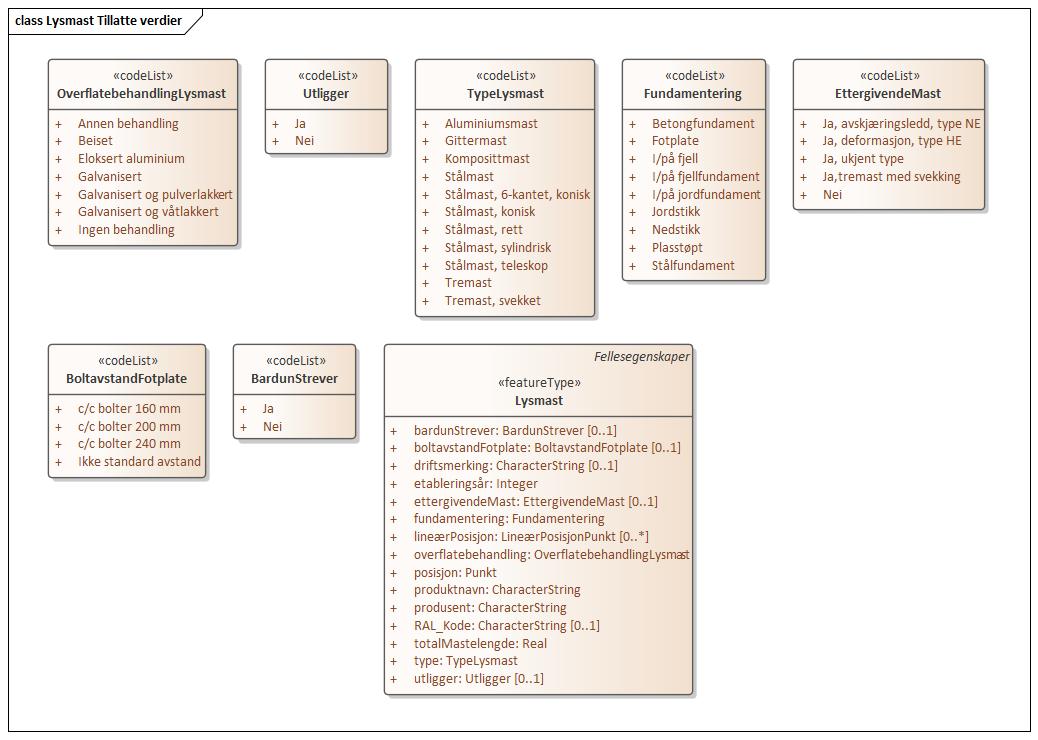 class Lysmast Tillatte verdier
«codeList»
OverflatebehandlingLysmast
+ Annen behandling
+ Beiset
+ Eloksert aluminium
+ Galvanisert
+ Galvanisert og pulverlakkert
+ Galvanisert og våtlakkert
+ Ingen behandling
«codeList»
Utligger
+ Ja
+ Nei
«codeList»
TypeLysmast
+ Aluminiumsmast
+ Gittermast
+ Komposittmast
+ Stålmast
+ Stålmast, 6-kantet, konisk
+ Stålmast, konisk
+ Stålmast, rett
+ Stålmast, sylindrisk
+ Stålmast, teleskop
+ Tremast
+ Tremast, svekket
«codeList»
Fundamentering
+ Betongfundament
+ Fotplate
+ I/på fjell
+ I/på fjellfundament
+ I/på jordfundament
+ Jordstikk
+ Nedstikk
+ Plasstøpt
+ Stålfundament
«codeList»
EttergivendeMast
+ Ja, avskjæringsledd, type NE
+ Ja, deformasjon, type HE
+ Ja, ukjent type
+ Ja,tremast med svekking
+ Nei
«codeList»
BoltavstandFotplate
+ c/c bolter 160 mm
+ c/c bolter 200 mm
+ c/c bolter 240 mm
+ Ikke standard avstand
«codeList»
BardunStrever
+ Ja
+ Nei
Fellesegenskaper
«featureType»
Lysmast
+ bardunStrever: BardunStrever [0..1]
+ boltavstandFotplate: BoltavstandFotplate [0..1]
+ driftsmerking: CharacterString [0..1]
+ etableringsår: Integer
+ ettergivendeMast: EttergivendeMast [0..1]
+ fundamentering: Fundamentering
+ lineærPosisjon: LineærPosisjonPunkt [0..*]
+ overflatebehandling: OverflatebehandlingLysmast
+ posisjon: Punkt
+ produktnavn: CharacterString
+ produsent: CharacterString
+ RAL_Kode: CharacterString [0..1]
+ totalMastelengde: Real
+ type: TypeLysmast
+ utligger: Utligger [0..1]